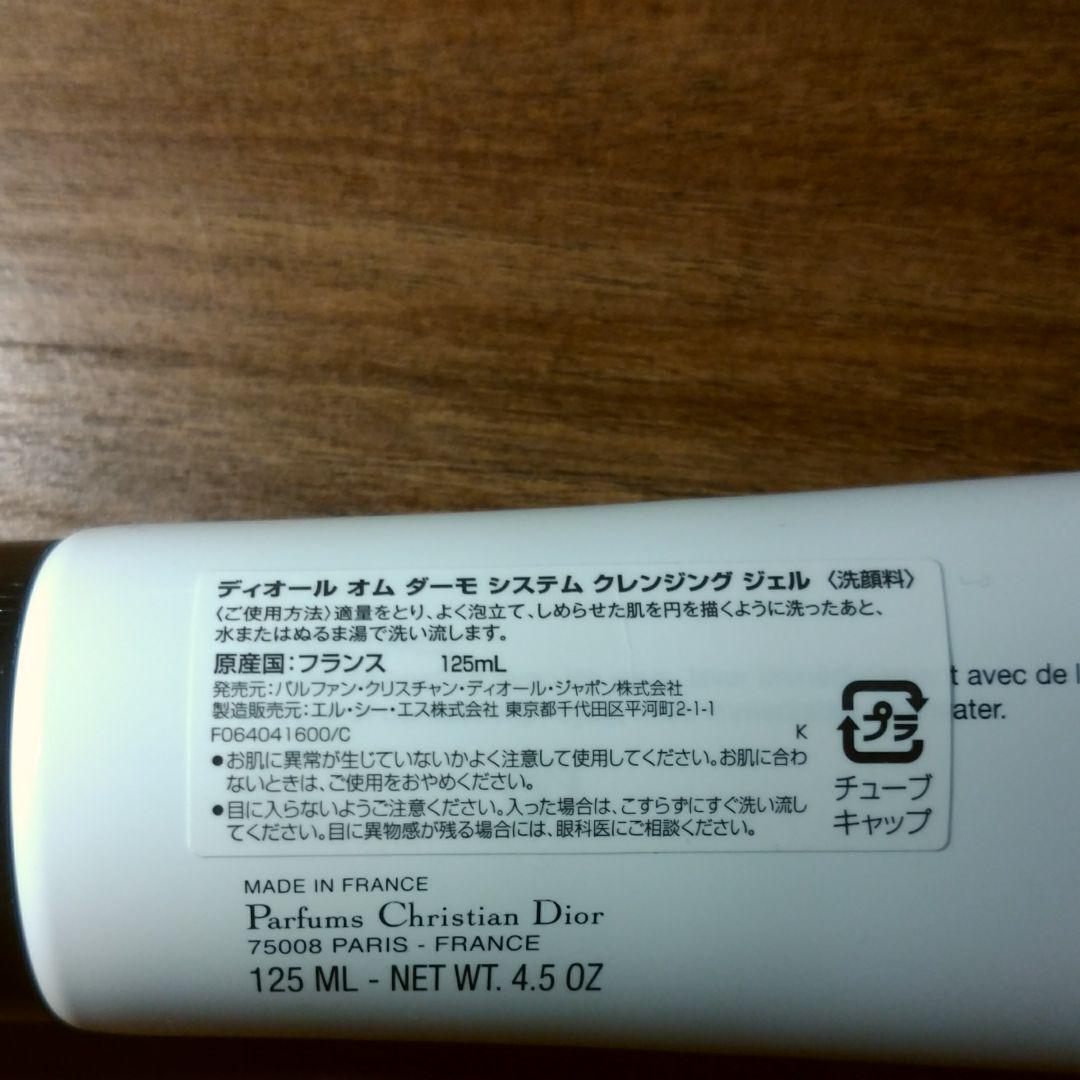 ディオール オム ダーモ システム クレンジング ジェル 〈洗顔料〉
〈ご使用方法〉適量をとり、よく泡立て、しめらせた肌を円を描くように洗ったあと、
水またはぬるま湯で洗い流します。
原産国：フランス 125mL
発売元：パルファン・クリスチャン・ディオール・ジャポン株式会社
製造販売元：エル・シー・エス株式会社 東京都千代田区平河町2-1-1
F064041600/C K
●お肌に異常が生じていないかよく注意して使用してください。お肌に合わ
ないときは、ご使用をおやめください。
●目に入らないようご注意ください。入った場合は、こすらずにすぐ洗い流し
てください。目に異物感が残る場合には、眼科医にご相談ください。
プラ
チューブ
キャップ
t avec de l
ater.
MADE IN FRANCE
Parfums Christian Dior
75008 PARIS - FRANCE
125 ML - NET WT. 4.5 OZ